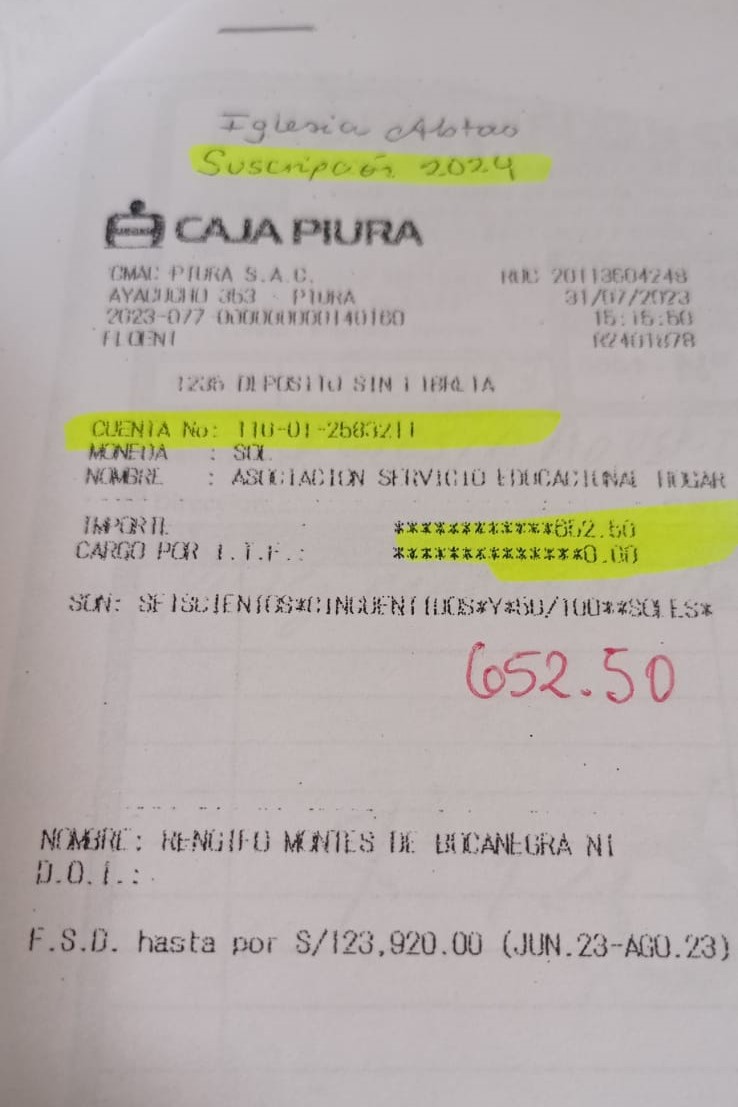 Iglesia Abtao
Suscripción 2024
CAJA PIURA
CMAC PIURA S.A.C. RUC 20113604248
AYACUCHO 353 - PIURA 31/07/2023
2023-077-000000000140160 15:15:50
FLOENI RZ401878
1236 DEPOSITO SIN LIBRETA
CUENTA No: 110-01-2583211
MONEDA : SOL
NOMBRE : ASOCIACION SERVICIO EDUCACIONAL HOGAR
IMPORTE : ************652.50
CARGO POR I.T.F.: **************0.00
SON: SEISCIENTOS*CINCUENTIDOS*Y*50/100**SOLES*
652.50
NOMBRE: RENGIFO MONTES DE BOCANEGRA NI
D.O.I.:
F.S.D. hasta por S/123,920.00 (JUN.23-AGO.23)